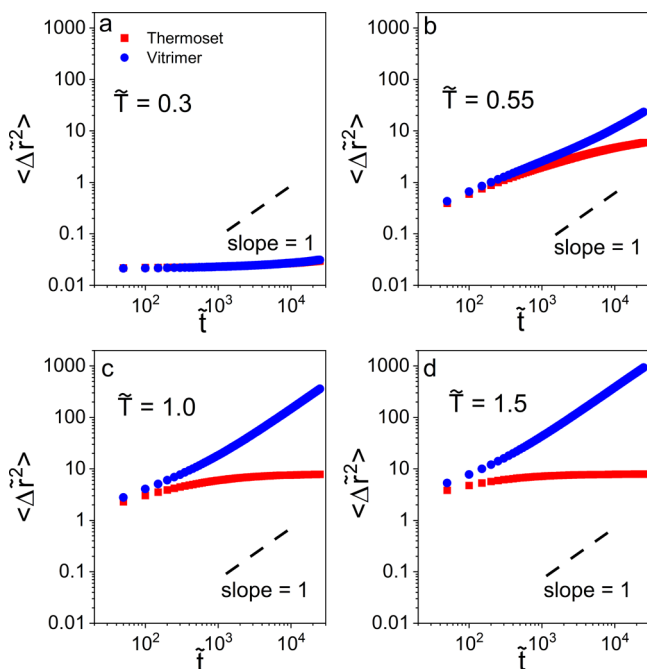 a
Thermoset
Vitrimer
T̃ = 0.3
slope = 1
<Δr̃²>
1000
100
10
1
0.1
0.01
10² 10³ 10⁴
t̃
b
T̃ = 0.55
slope = 1
<Δr̃²>
1000
100
10
1
0.1
0.01
10² 10³ 10⁴
t̃
c
T̃ = 1.0
slope = 1
<Δr̃²>
1000
100
10
1
0.1
0.01
10² 10³ 10⁴
t̃
d
T̃ = 1.5
slope = 1
<Δr̃²>
1000
100
10
1
0.1
0.01
10² 10³ 10⁴
t̃